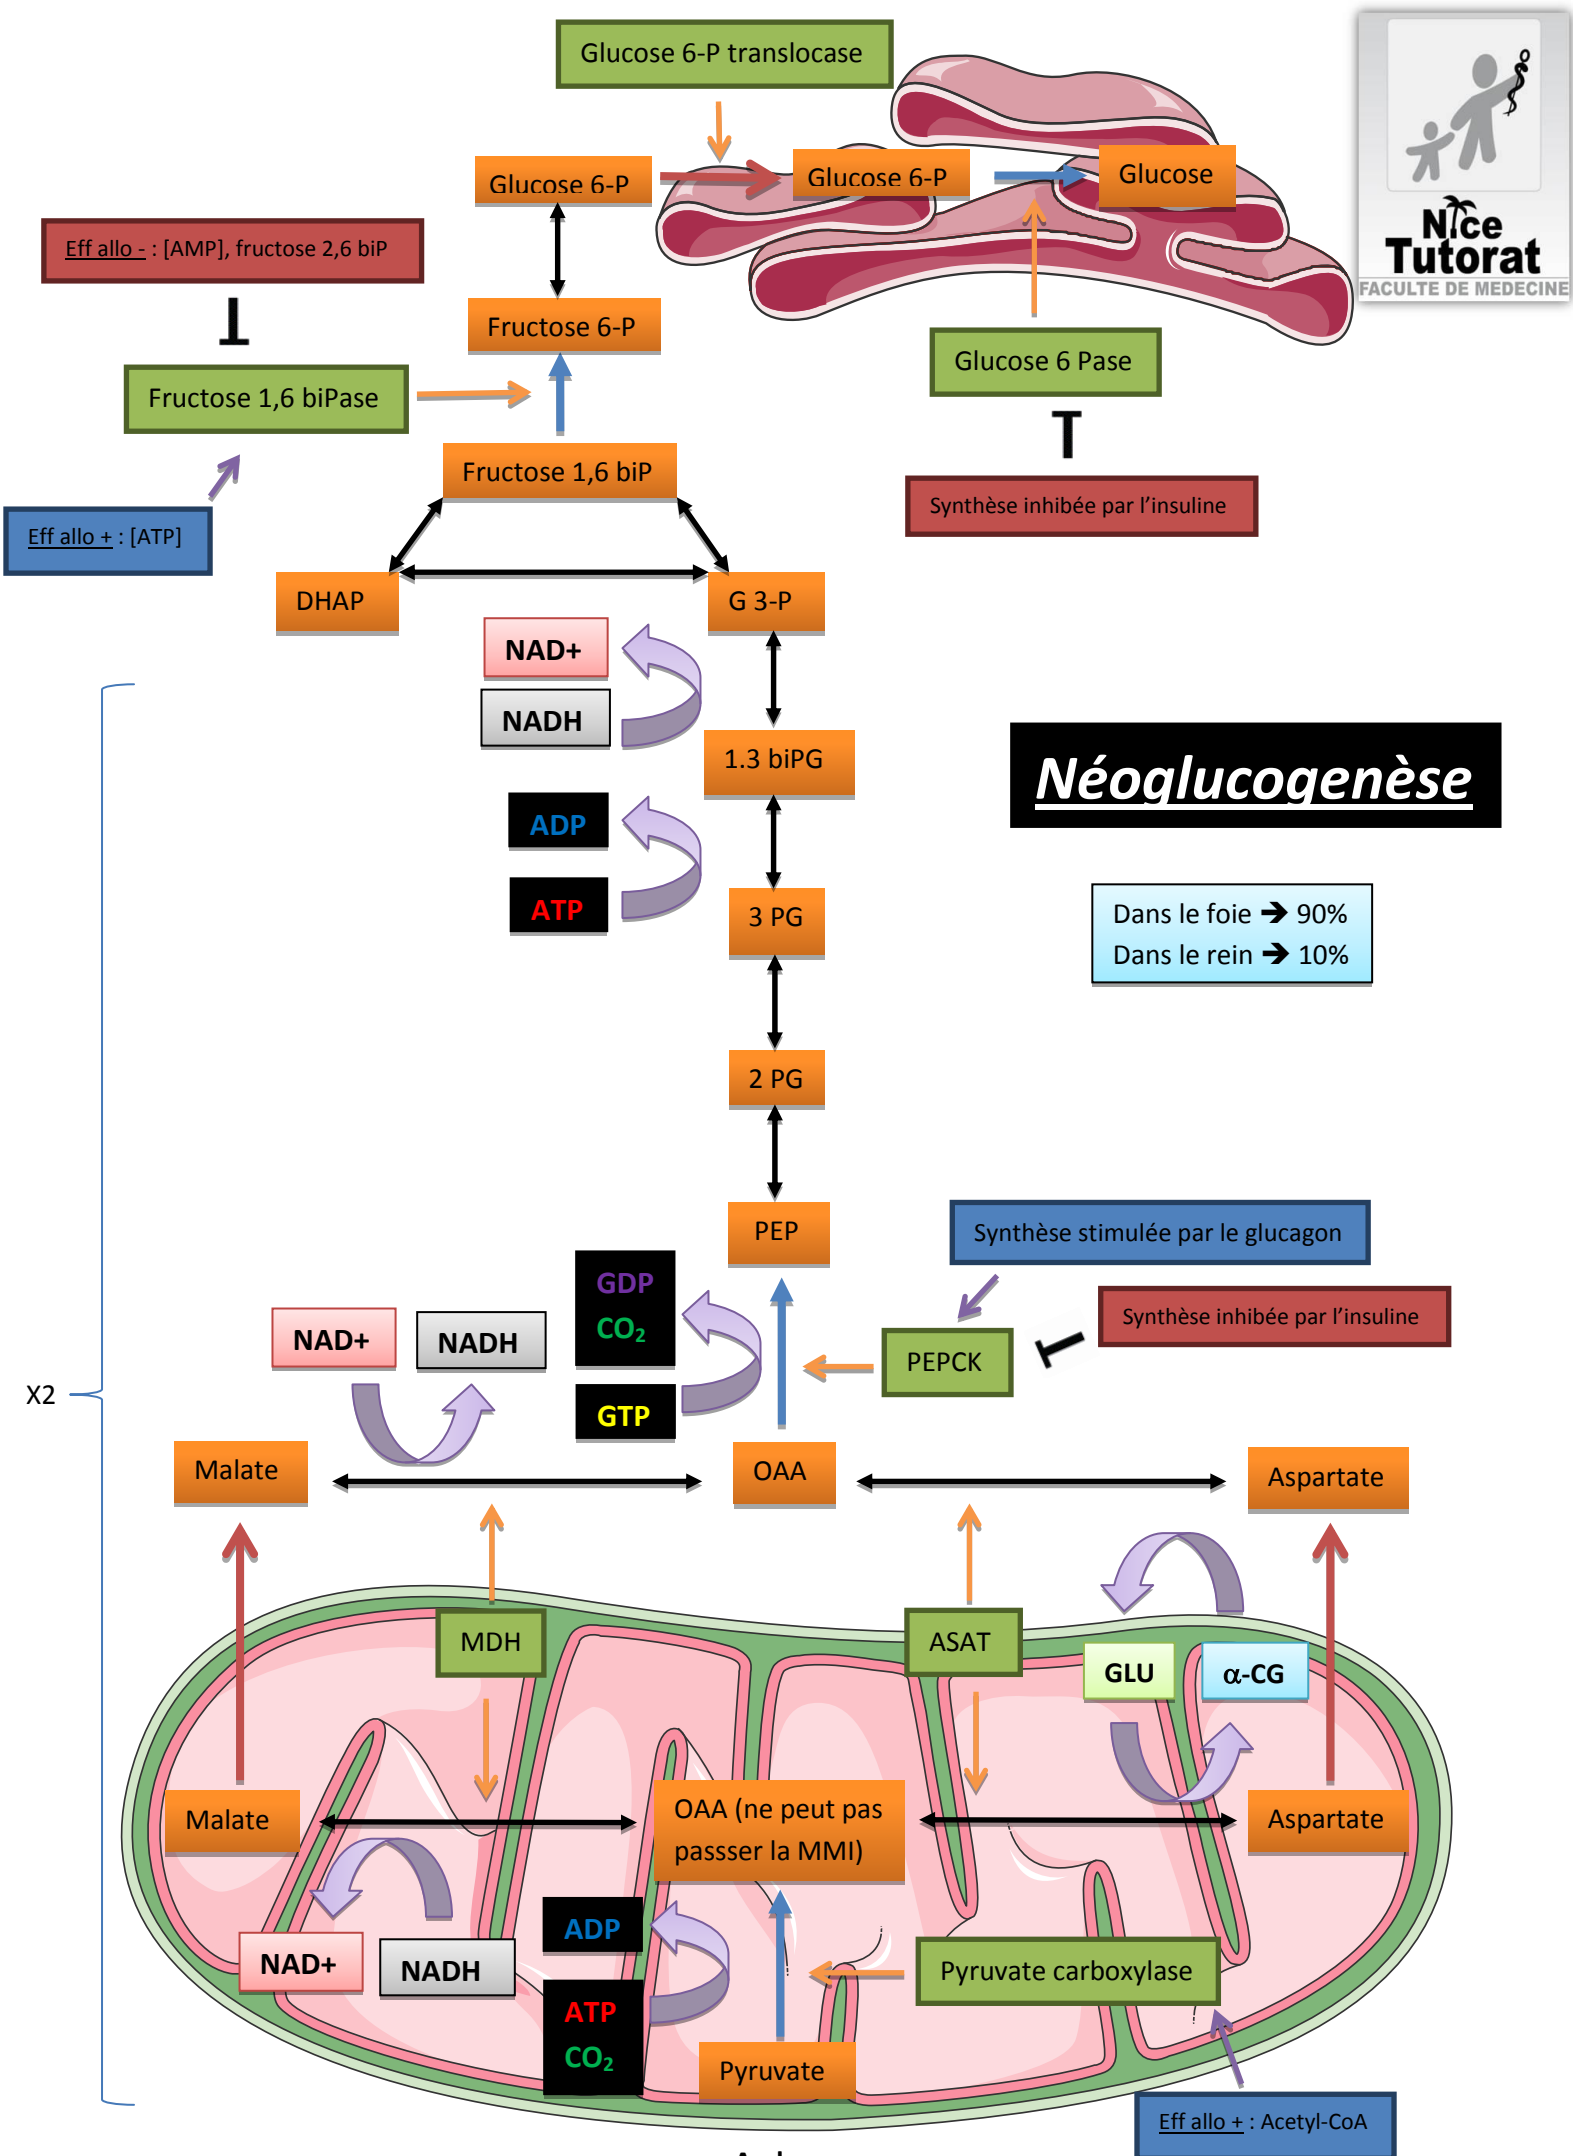 Glucose 6-P translocase
Glucose 6-P
Glucose 6-P
Glucose
Nice
Tutorat
FACULTE DE MEDECINE
Eff allo - : [AMP], fructose 2,6 biP
Fructose 6-P
Glucose 6 Pase
Fructose 1,6 biPase
Fructose 1,6 biP
Synthèse inhibée par l'insuline
Eff allo + : [ATP]
DHAP
G 3-P
NAD+
NADH
1.3 biPG
Néoglucogenèse
ADP
ATP
3 PG
Dans le foie ➔ 90%
Dans le rein ➔ 10%
2 PG
PEP
Synthèse stimulée par le glucagon
GDP
CO₂
GTP
Synthèse inhibée par l'insuline
NAD+
NADH
PEPCK
X2
Malate
OAA
Aspartate
MDH
ASAT
GLU
α-CG
Malate
OAA (ne peut pas
passser la MMI)
Aspartate
NAD+
NADH
ADP
ATP
CO₂
Pyruvate carboxylase
Pyruvate
Eff allo + : Acetyl-CoA